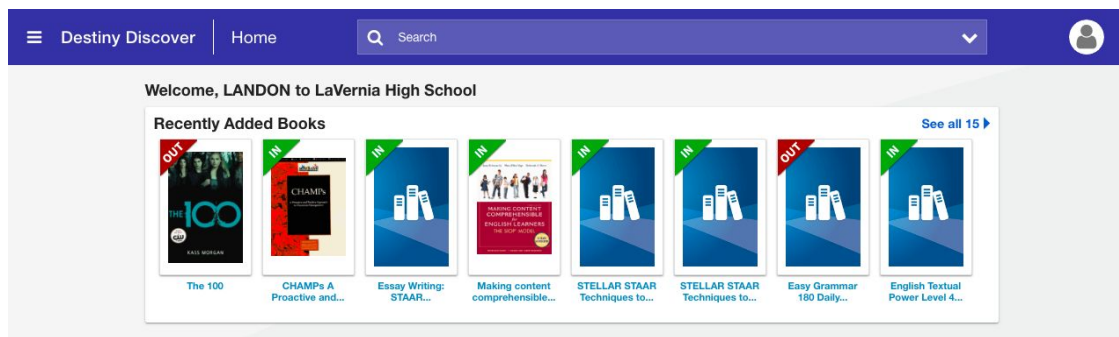 Destiny Discover
Home
Search
Welcome, LANDON to LaVernia High School
Recently Added Books
See all 15
OUT
IN
IN
IN
IN
IN
OUT
IN
THE 100
CW
KASS MORGAN
CHAMPs
MAKING CONTENT
COMPREHENSIBLE
for
ENGLISH LEARNERS
THE SIOP MODEL
The 100
CHAMPs A
Proactive and...
Essay Writing:
STAAR...
Making content
comprehensible...
STELLAR STAAR
Techniques to...
STELLAR STAAR
Techniques to...
Easy Grammar
180 Daily...
English Textual
Power Level 4...